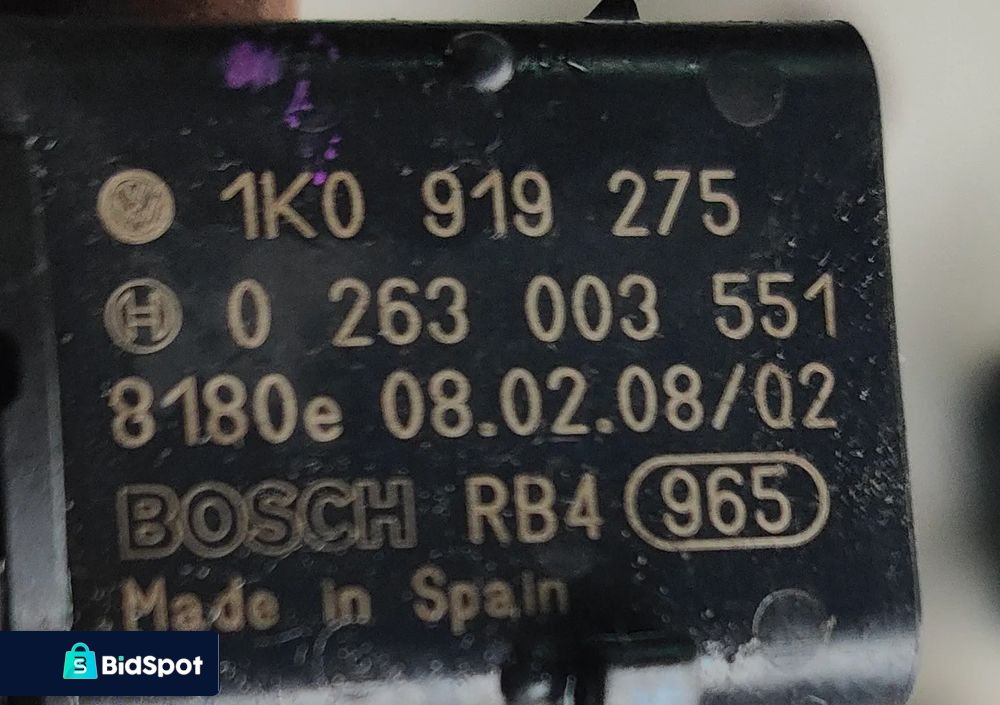 1K0 919 275
0 263 003 551
8180e 08.02.08/02
BOSCH RB4 965
Made in Spain
BidSpot